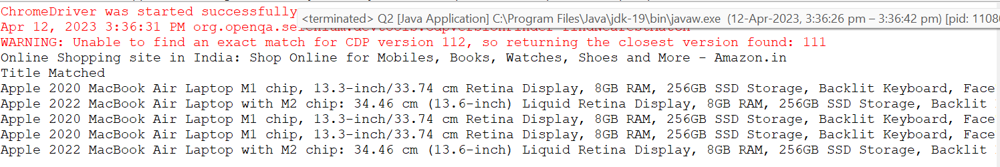 ChromeDriver was started successfully
<terminated> Q2 [Java Application] C:\Program Files\Java\jdk-19\bin\javaw.exe (12-Apr-2023, 3:36:26 pm – 3:36:42 pm) [pid: 1108
Apr 12, 2023 3:36:31 PM org.openqa.selenium.devtools.CdpVersionFinder findNearestMatch
WARNING: Unable to find an exact match for CDP version 112, so returning the closest version found: 111
Online Shopping site in India: Shop Online for Mobiles, Books, Watches, Shoes and More - Amazon.in
Title Matched
Apple 2020 MacBook Air Laptop M1 chip, 13.3-inch/33.74 cm Retina Display, 8GB RAM, 256GB SSD Storage, Backlit Keyboard, Face
Apple 2022 MacBook Air Laptop with M2 chip: 34.46 cm (13.6-inch) Liquid Retina Display, 8GB RAM, 256GB SSD Storage, Backlit
Apple 2020 MacBook Air Laptop M1 chip, 13.3-inch/33.74 cm Retina Display, 8GB RAM, 256GB SSD Storage, Backlit Keyboard, Face
Apple 2020 MacBook Air Laptop M1 chip, 13.3-inch/33.74 cm Retina Display, 8GB RAM, 256GB SSD Storage, Backlit Keyboard, Face
Apple 2022 MacBook Air Laptop with M2 chip: 34.46 cm (13.6-inch) Liquid Retina Display, 8GB RAM, 256GB SSD Storage, Backlit